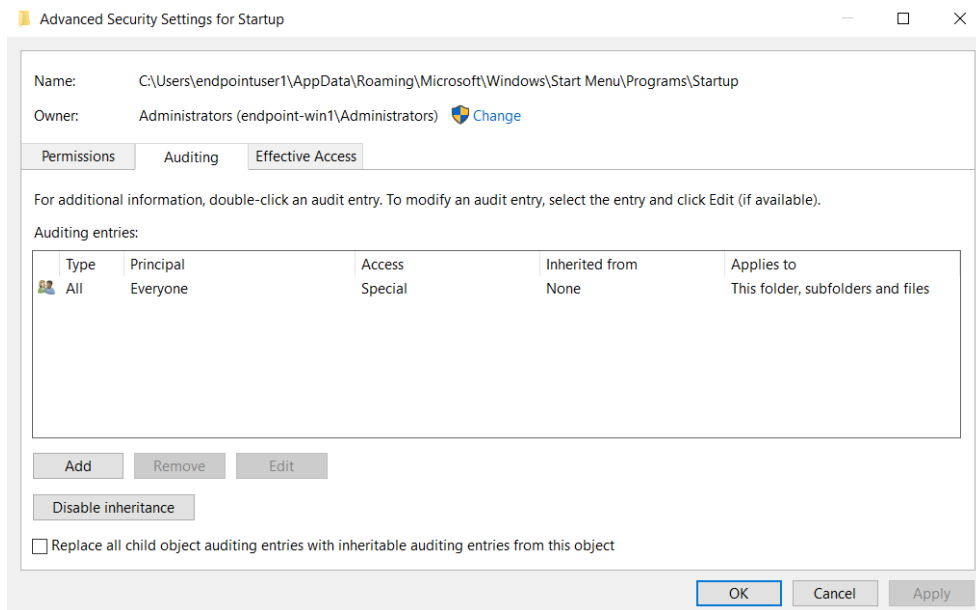 Advanced Security Settings for Startup
Name: C:\Users\endpointuser1\AppData\Roaming\Microsoft\Windows\Start Menu\Programs\Startup
Owner: Administrators (endpoint-win1\Administrators) Change
Permissions Auditing Effective Access
For additional information, double-click an audit entry. To modify an audit entry, select the entry and click Edit (if available).
Auditing entries:
Type Principal Access Inherited from Applies to
All Everyone Special None This folder, subfolders and files
Add Remove Edit
Disable inheritance
Replace all child object auditing entries with inheritable auditing entries from this object
OK Cancel Apply